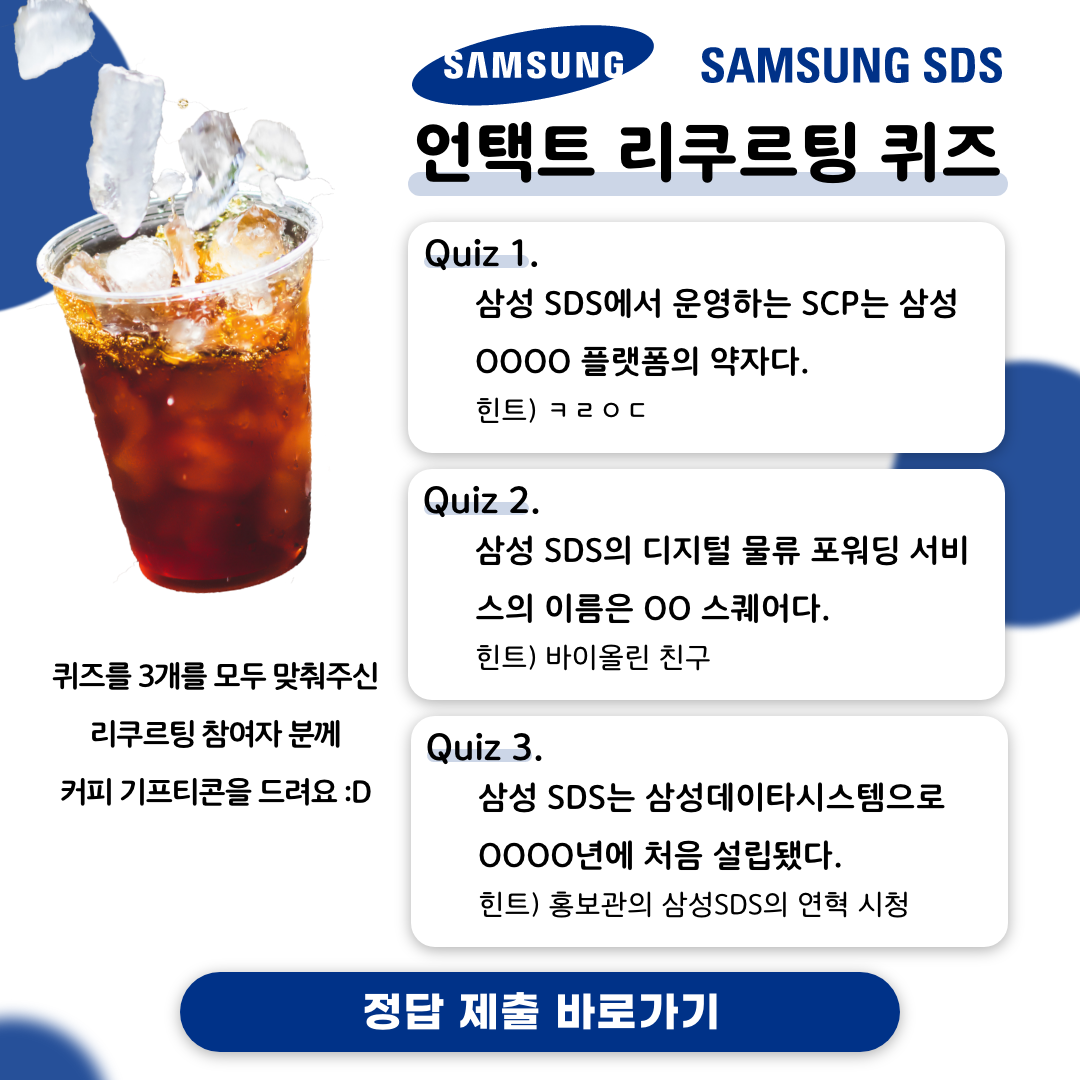 SAMSUNG
SAMSUNG SDS
언택트 리쿠르팅 퀴즈
Quiz 1.
삼성 SDS에서 운영하는 SCP는 삼성
OOOO 플랫폼의 약자다.
힌트) ㅋㄹㅇㄷ
Quiz 2.
삼성 SDS의 디지털 물류 포워딩 서비
스의 이름은 OO 스퀘어다.
힌트) 바이올린 친구
Quiz 3.
삼성 SDS는 삼성데이타시스템으로
OOOO년에 처음 설립됐다.
힌트) 홍보관의 삼성SDS의 연혁 시청
퀴즈를 3개를 모두 맞춰주신
리쿠르팅 참여자 분께
커피 기프티콘을 드려요 :D
정답 제출 바로가기